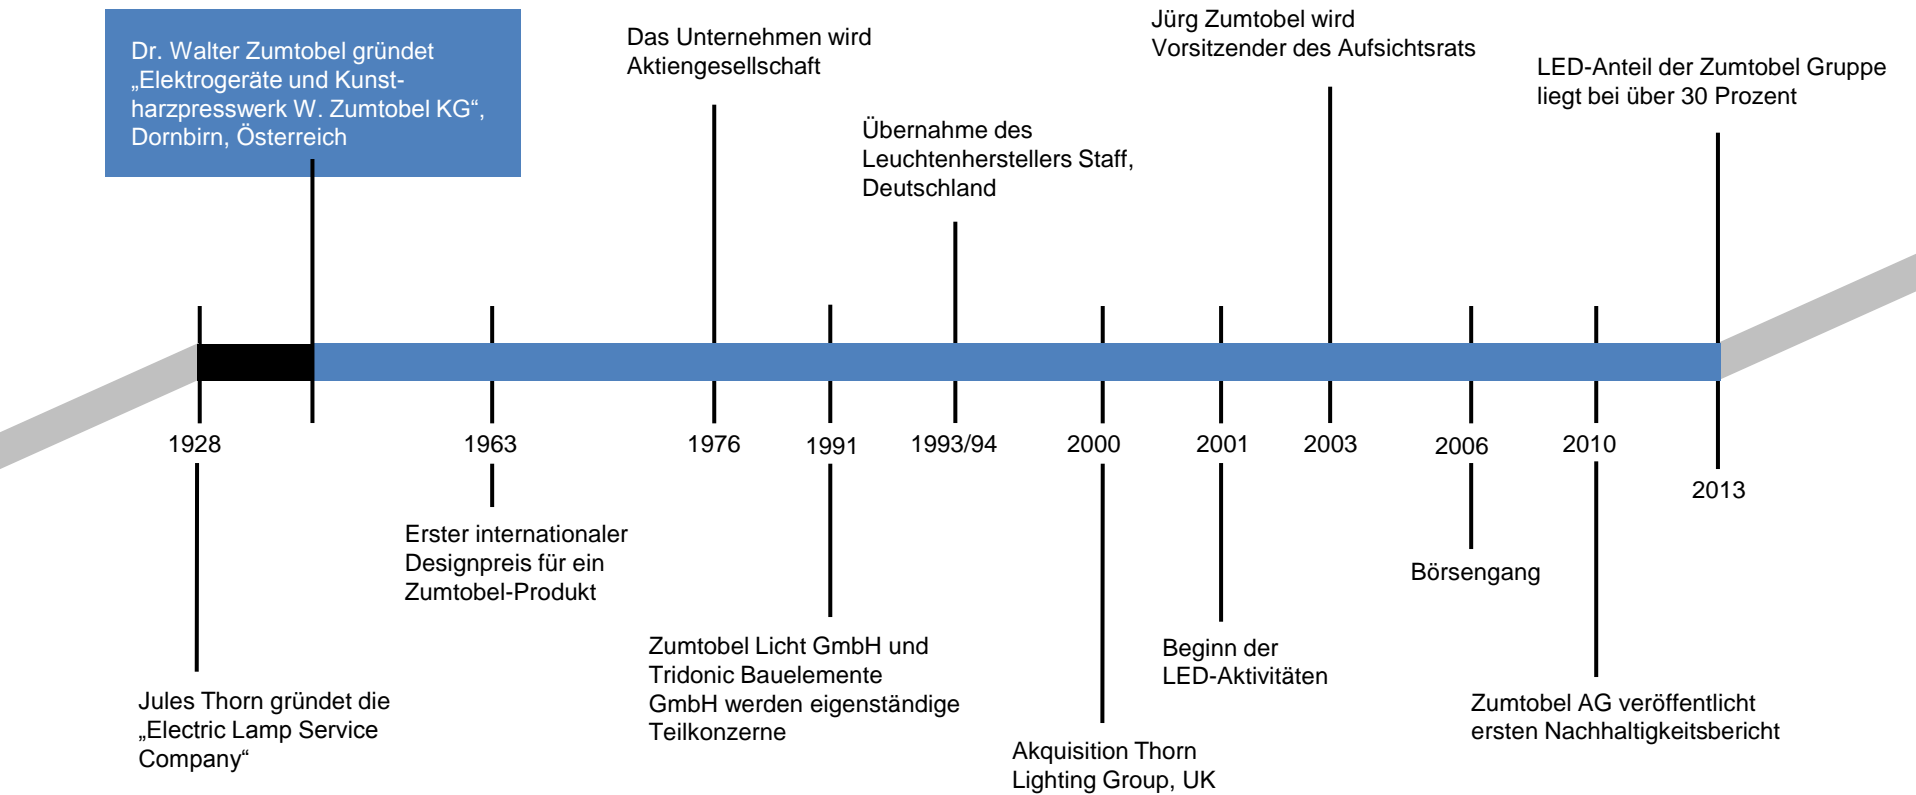 Dr. Walter Zumtobel gründet
„Elektrogeräte und Kunst-
harzpresswerk W. Zumtobel KG“,
Dornbirn, Österreich
Das Unternehmen wird
Aktiengesellschaft
Übernahme des
Leuchtenherstellers Staff,
Deutschland
Jürg Zumtobel wird
Vorsitzender des Aufsichtsrats
LED-Anteil der Zumtobel Gruppe
liegt bei über 30 Prozent
1928
1963
1976
1991
1993/94
2000
2001
2003
2006
2010
2013
Jules Thorn gründet die
„Electric Lamp Service
Company“
Erster internationaler
Designpreis für ein
Zumtobel-Produkt
Zumtobel Licht GmbH und
Tridonic Bauelemente
GmbH werden eigenständige
Teilkonzerne
Akquisition Thorn
Lighting Group, UK
Beginn der
LED-Aktivitäten
Börsengang
Zumtobel AG veröffentlicht
ersten Nachhaltigkeitsbericht